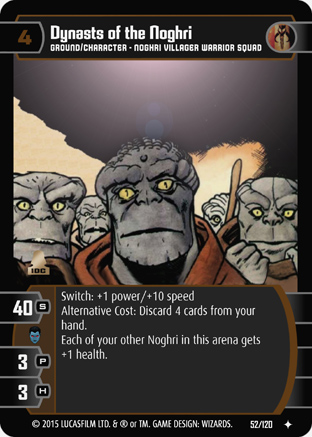 4
Dynasts of the Noghri
GROUND/CHARACTER - NOGHRI VILLAGER WARRIOR SQUAD
IDC
40 S
Switch: +1 power/+10 speed
Alternative Cost: Discard 4 cards from your
hand.
Each of your other Noghri in this arena gets
+1 health.
3 P
3 H
© 2015 LUCASFILM LTD. & ® or TM. GAME DESIGN: WIZARDS.
52/120